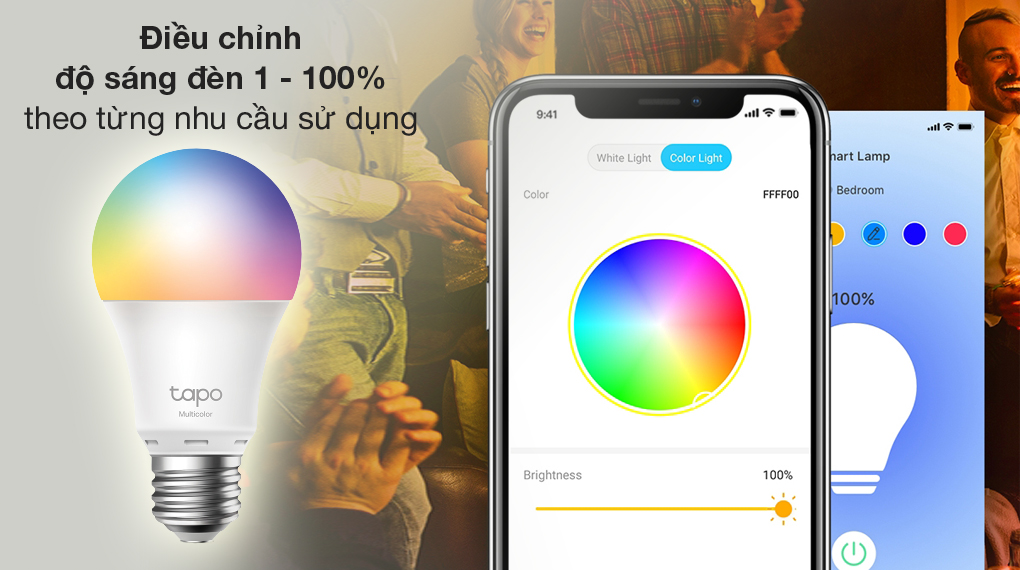 Điều chỉnh
độ sáng đèn 1 - 100%
theo từng nhu cầu sử dụng
tapo
Multicolor
9:41
White Light Color Light
Color FFFF00
Brightness 100%
Lamp
Bedroom
100%